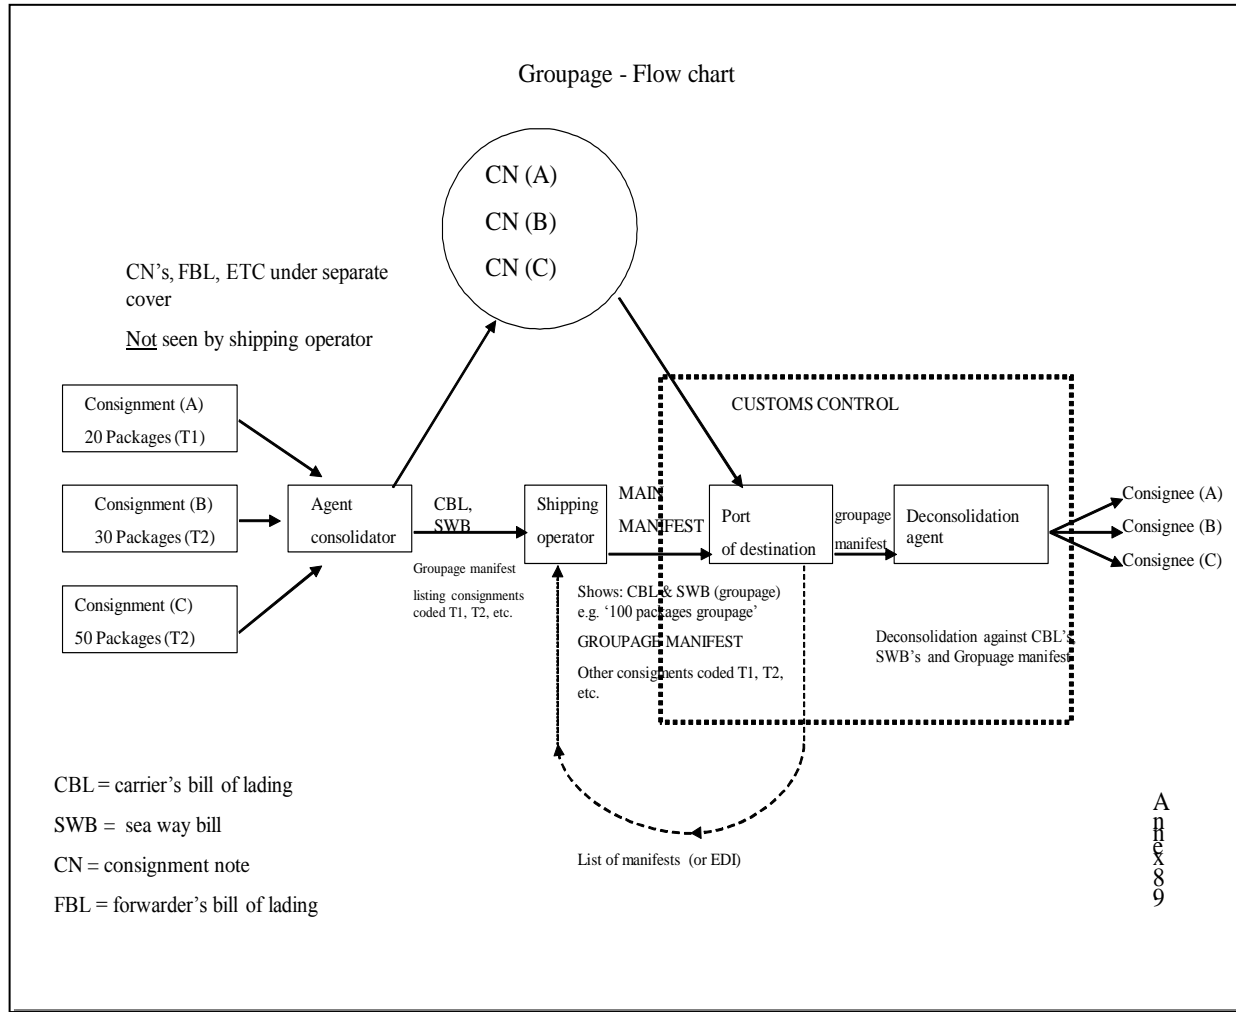 Groupage - Flow chart
CN (A)
CN (B)
CN (C)
CN's, FBL, ETC under separate
cover
Not seen by shipping operator
Consignment (A)
20 Packages (T1)
Consignment (B)
30 Packages (T2)
Consignment (C)
50 Packages (T2)
Agent
consolidator
CBL,
SWB
Groupage manifest
listing consignments
coded T1, T2, etc.
Shipping
operator
MAIN
MANIFEST
Shows: CBL & SWB (groupage)
e.g. ‘100 packages groupage’
GROUPAGE MANIFEST
Other consigments coded T1, T2,
etc.
CUSTOMS CONTROL
Port
of destination
groupage
manifest
Deconsolidation
agent
Consignee (A)
Consignee (B)
Consignee (C)
Deconsolidation against CBL's,
SWB's and Gropuage manifest
List of manifests (or EDI)
CBL = carrier's bill of lading
SWB = sea way bill
CN = consignment note
FBL = forwarder's bill of lading
Annex 89